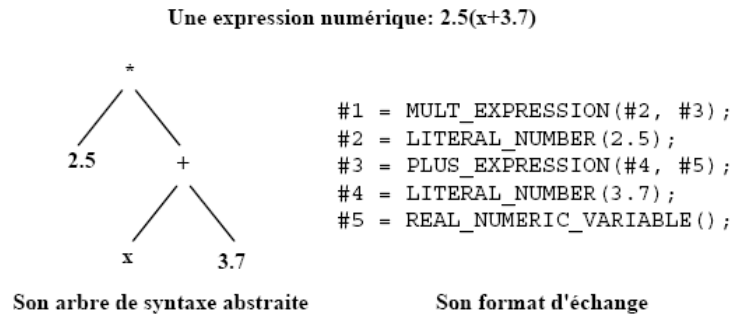 Une expression numérique: 2.5(x+3.7)
*
2.5
+
x
3.7
Son arbre de syntaxe abstraite
#1 = MULT_EXPRESSION(#2, #3);
#2 = LITERAL_NUMBER(2.5);
#3 = PLUS_EXPRESSION(#4, #5);
#4 = LITERAL_NUMBER(3.7);
#5 = REAL_NUMERIC_VARIABLE();
Son format d'échange